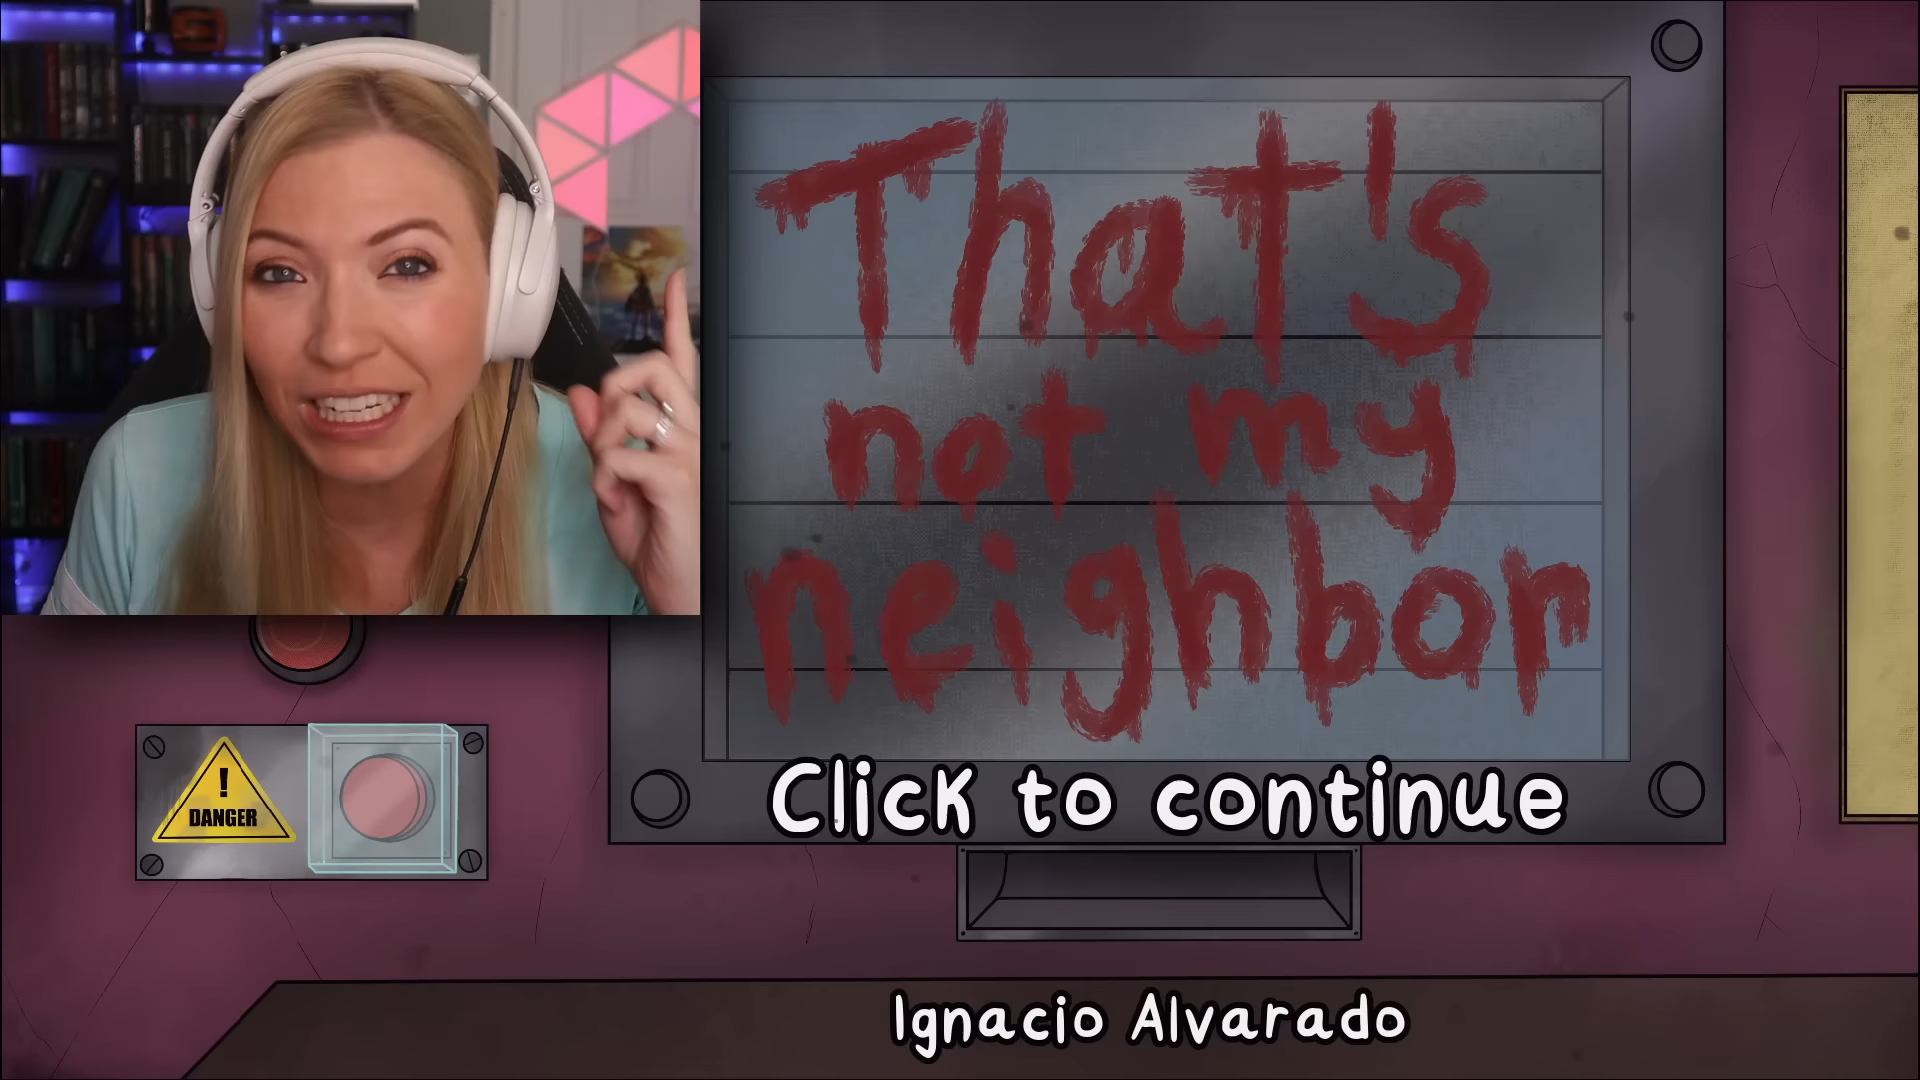 That's
not my
neighbor
Click to continue
!
DANGER
Ignacio Alvarado